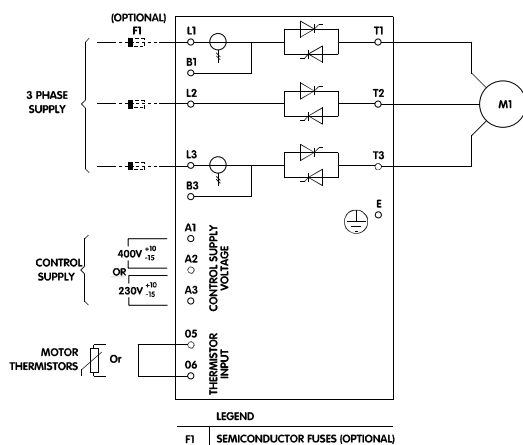 (OPTIONAL)
F1
L1
T1
B1
3 PHASE
SUPPLY
L2
T2
M1
L3
T3
B3
E
A1
400V +10 -15
CONTROL
SUPPLY
OR
A2
230V +10 -15
A3
CONTROL SUPPLY
VOLTAGE
05
MOTOR
THERMISTORS
Or
06
THERMISTOR
INPUT
LEGEND
F1 SEMICONDUCTOR FUSES (OPTIONAL)